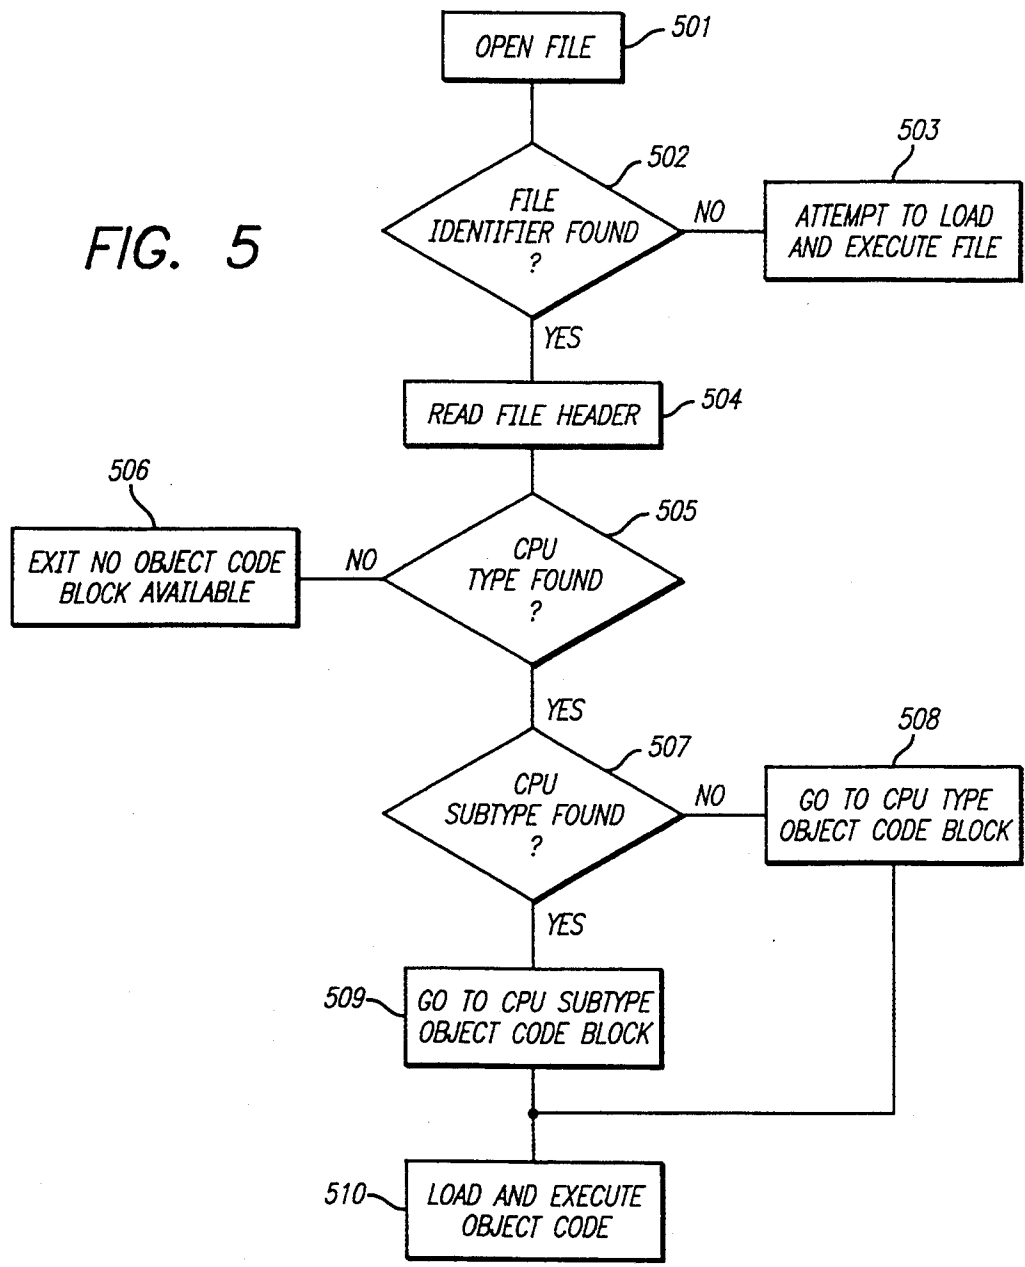 OPEN FILE
501
FIG. 5
FILE
IDENTIFIER FOUND
?
502
NO
503
ATTEMPT TO LOAD
AND EXECUTE FILE
YES
READ FILE HEADER
504
CPU
TYPE FOUND
?
505
NO
506
EXIT NO OBJECT CODE
BLOCK AVAILABLE
YES
CPU
SUBTYPE FOUND
?
507
NO
508
GO TO CPU TYPE
OBJECT CODE BLOCK
YES
509
GO TO CPU SUBTYPE
OBJECT CODE BLOCK
510
LOAD AND EXECUTE
OBJECT CODE